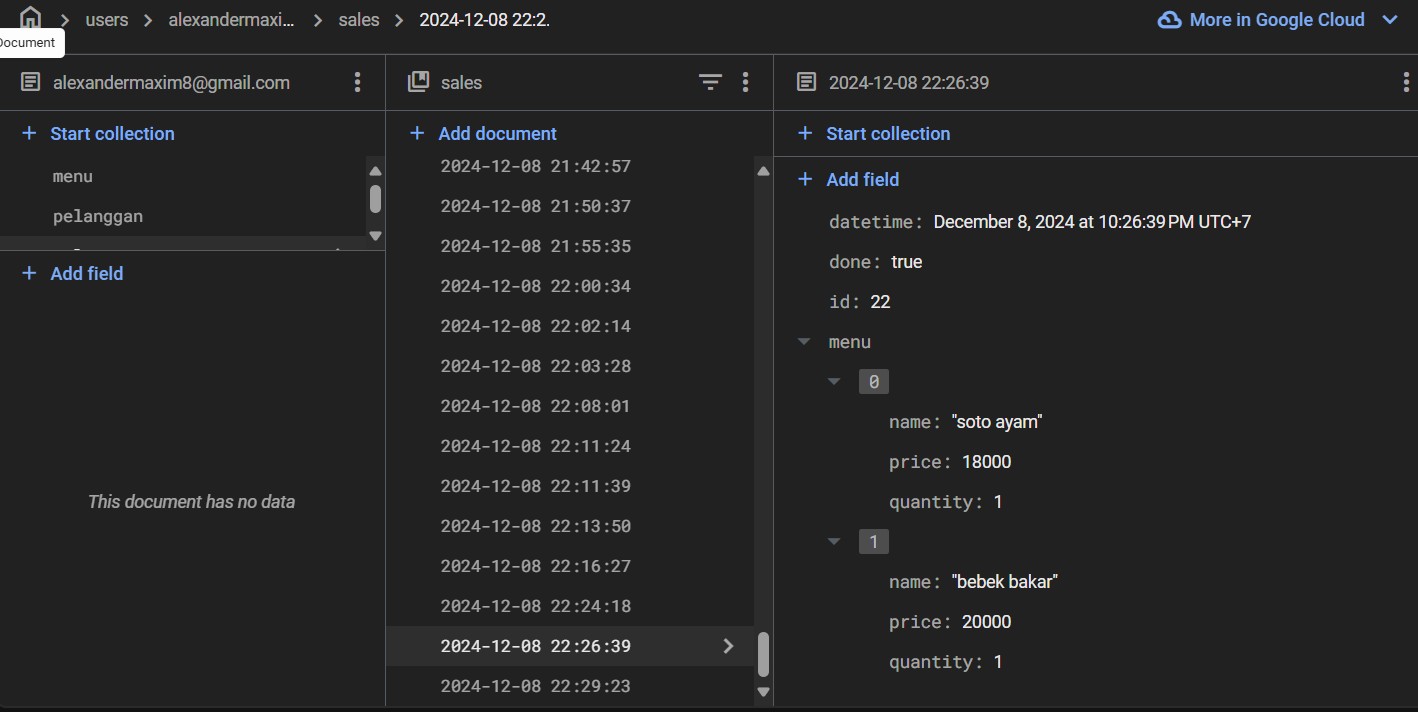 users > alexandermaxi... > sales > 2024-12-08 22:2.
More in Google Cloud
Document
alexandermaxim8@gmail.com
+ Start collection
menu
pelanggan
+ Add field
This document has no data
sales
+ Add document
2024-12-08 21:42:57
2024-12-08 21:50:37
2024-12-08 21:55:35
2024-12-08 22:00:34
2024-12-08 22:02:14
2024-12-08 22:03:28
2024-12-08 22:08:01
2024-12-08 22:11:24
2024-12-08 22:11:39
2024-12-08 22:13:50
2024-12-08 22:16:27
2024-12-08 22:24:18
2024-12-08 22:26:39
2024-12-08 22:29:23
2024-12-08 22:26:39
+ Start collection
+ Add field
datetime: December 8, 2024 at 10:26:39 PM UTC+7
done: true
id: 22
menu
0
name: "soto ayam"
price: 18000
quantity: 1
1
name: "bebek bakar"
price: 20000
quantity: 1